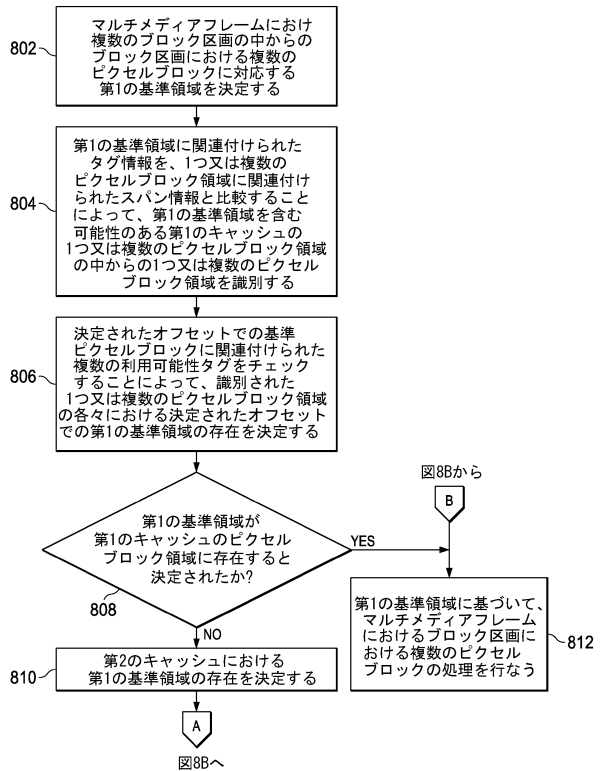 マルチメディアフレームにおけ
複数のブロック区画の中からの
ブロック区画における複数の
ピクセルブロックに対応する
第1の基準領域を決定する
802
第1の基準領域に関連付けられた
タグ情報を、1つ又は複数の
ピクセルブロック領域に関連付け
られたスパン情報と比較すること
によって、第1の基準領域を含む
可能性のある第1のキャッシュの
1つ又は複数のピクセルブロック領域
の中からの1つ又は複数のピクセル
ブロック領域を識別する
804
決定されたオフセットでの基準
ピクセルブロックに関連付けられた
複数の利用可能性タグをチェック
することによって、識別された
1つ又は複数のピクセルブロック領域
の各々における決定されたオフセット
での第1の基準領域の存在を決定する
806
第1の基準領域が
第1のキャッシュのピクセル
ブロック領域に存在すると
決定されたか?
808
YES
NO
図8Bから
B
第1の基準領域に基づいて、
マルチメディアフレーム
におけるブロック区画に
おける複数のピクセル
ブロックの処理を行なう
812
第2のキャッシュにおける
第1の基準領域の存在を決定する
810
A
図8Bへ